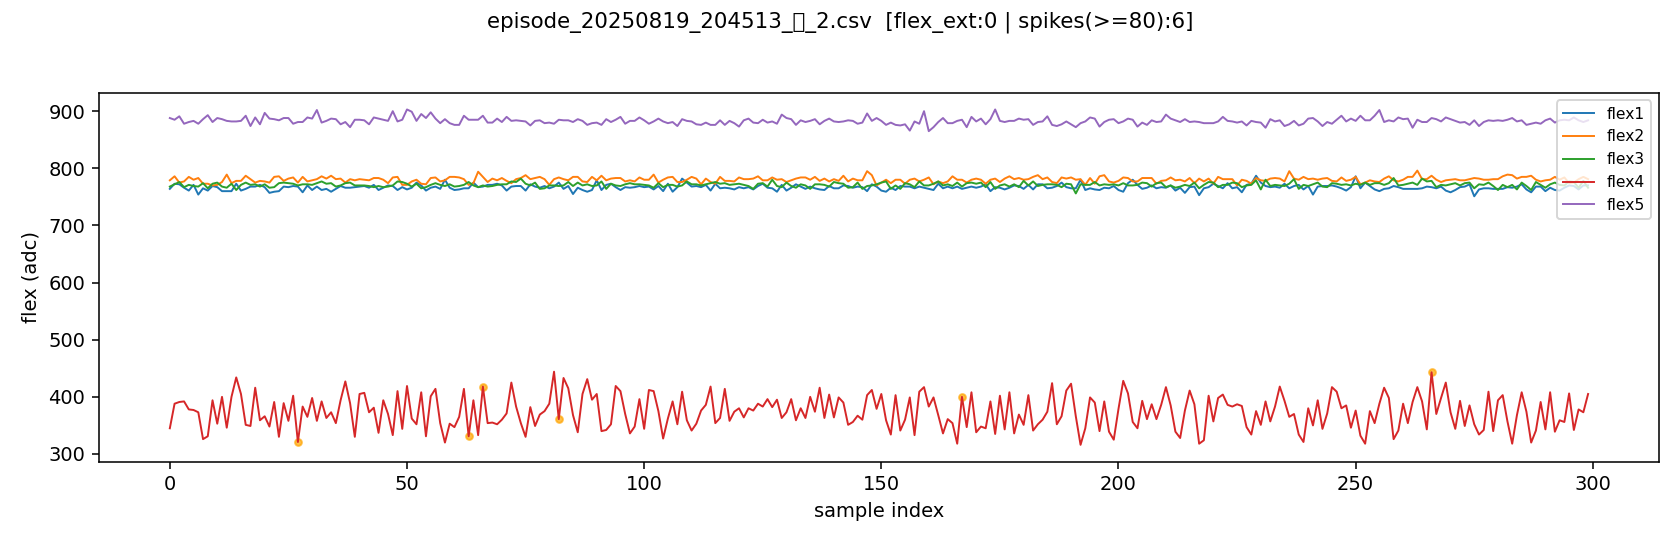 episode_20250819_204513_▯_2.csv [flex_ext:0 | spikes(>=80):6]
flex (adc)
900
800
700
600
500
400
300
0 50 100 150 200 250 300
sample index
flex1
flex2
flex3
flex4
flex5